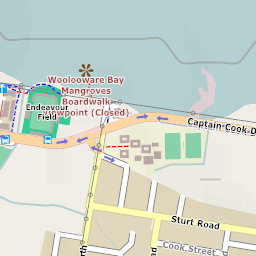 Woolooware Bay
Mangroves
Boardwalk
Viewpoint (Closed)
Endeavour
Field
Captain Cook D
Sturt Road
Cook Street